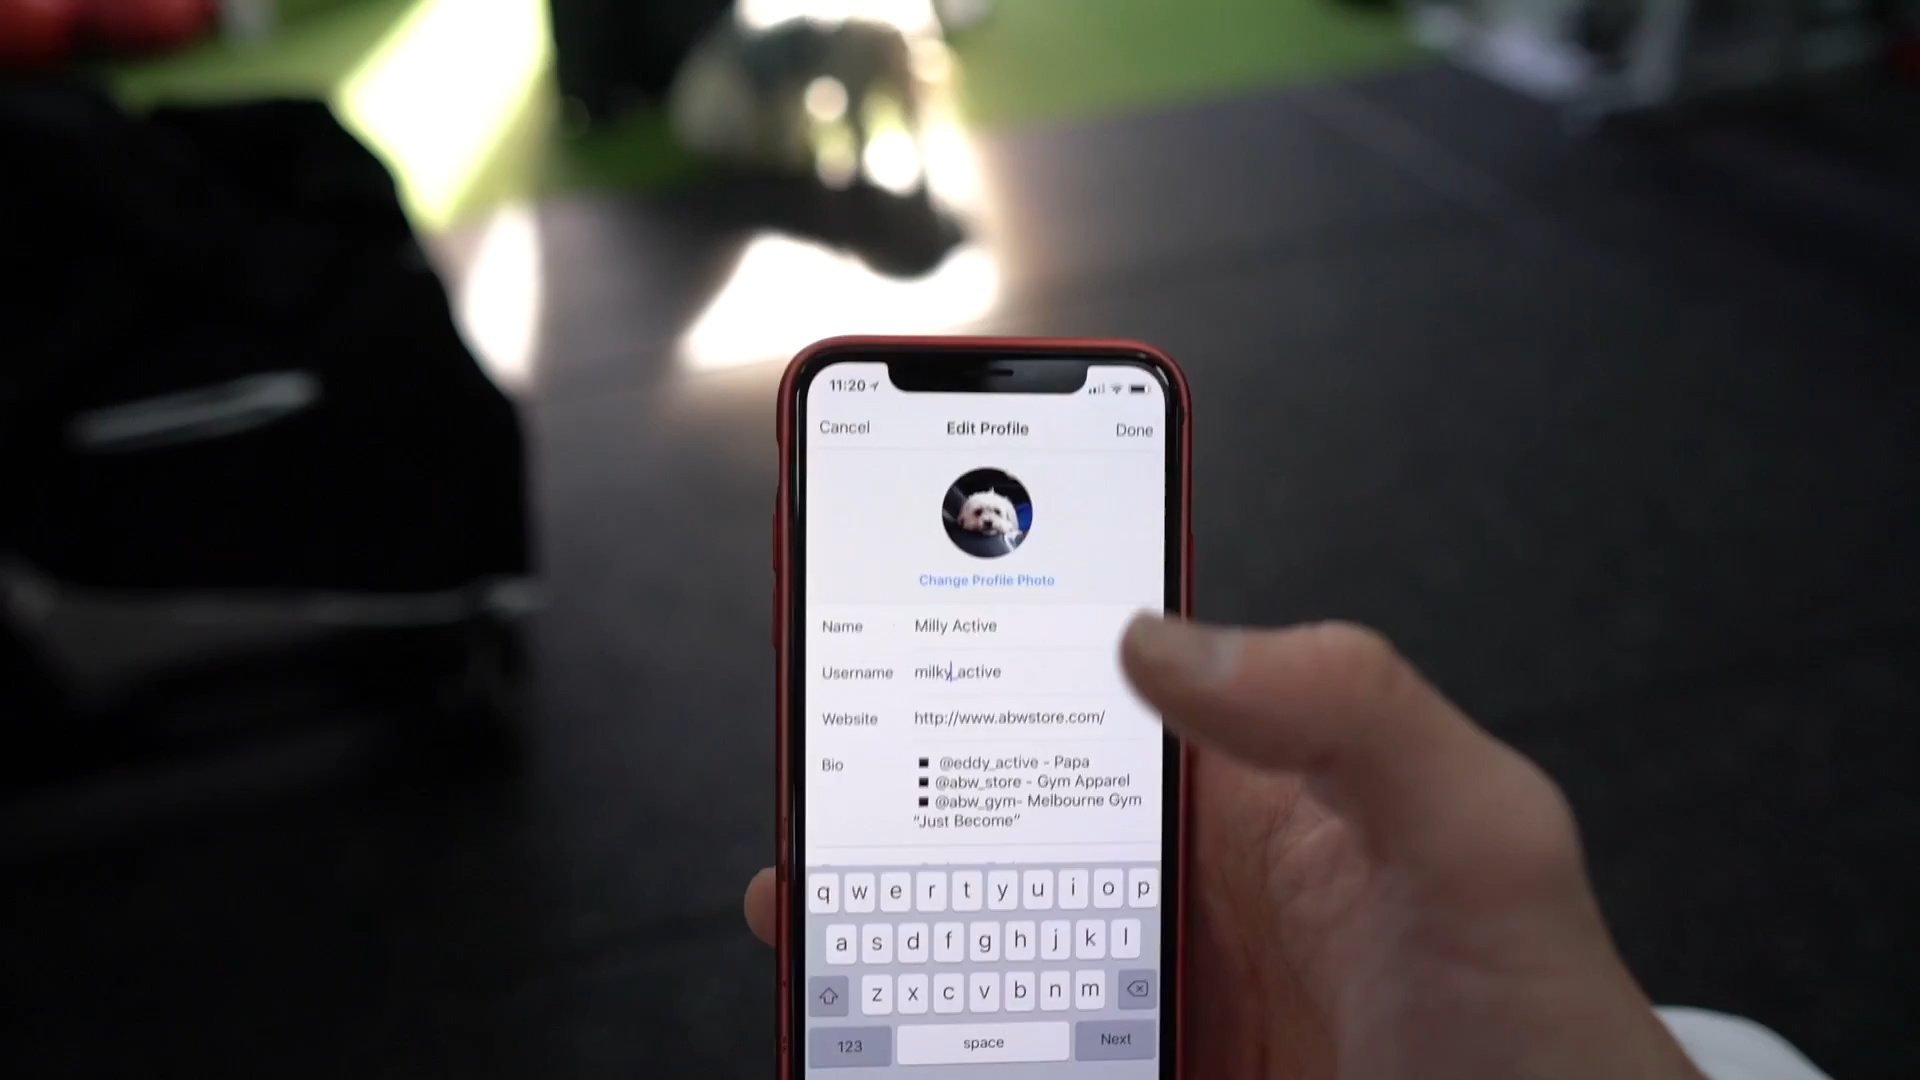 11:20
Cancel Edit Profile Done
Change Profile Photo
Name Milly Active
Username milky_active
Website http://www.abwstore.com/
Bio @eddy_active - Papa
@abw_store - Gym Apparel
@abw_gym- Melbourne Gym
"Just Become"
q w e r t y u i o p
a s d f g h j k l
z x c v b n m
123 space Next